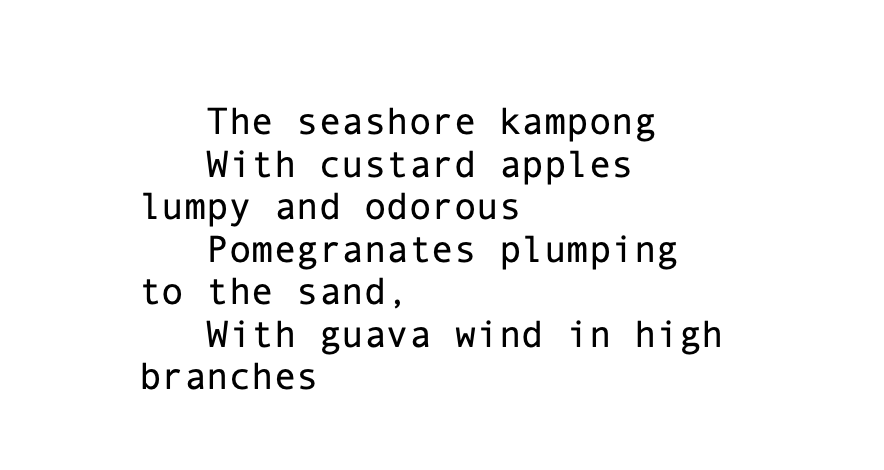 The seashore kampong
With custard apples
lumpy and odorous
Pomegranates plumping
to the sand,
With guava wind in high
branches